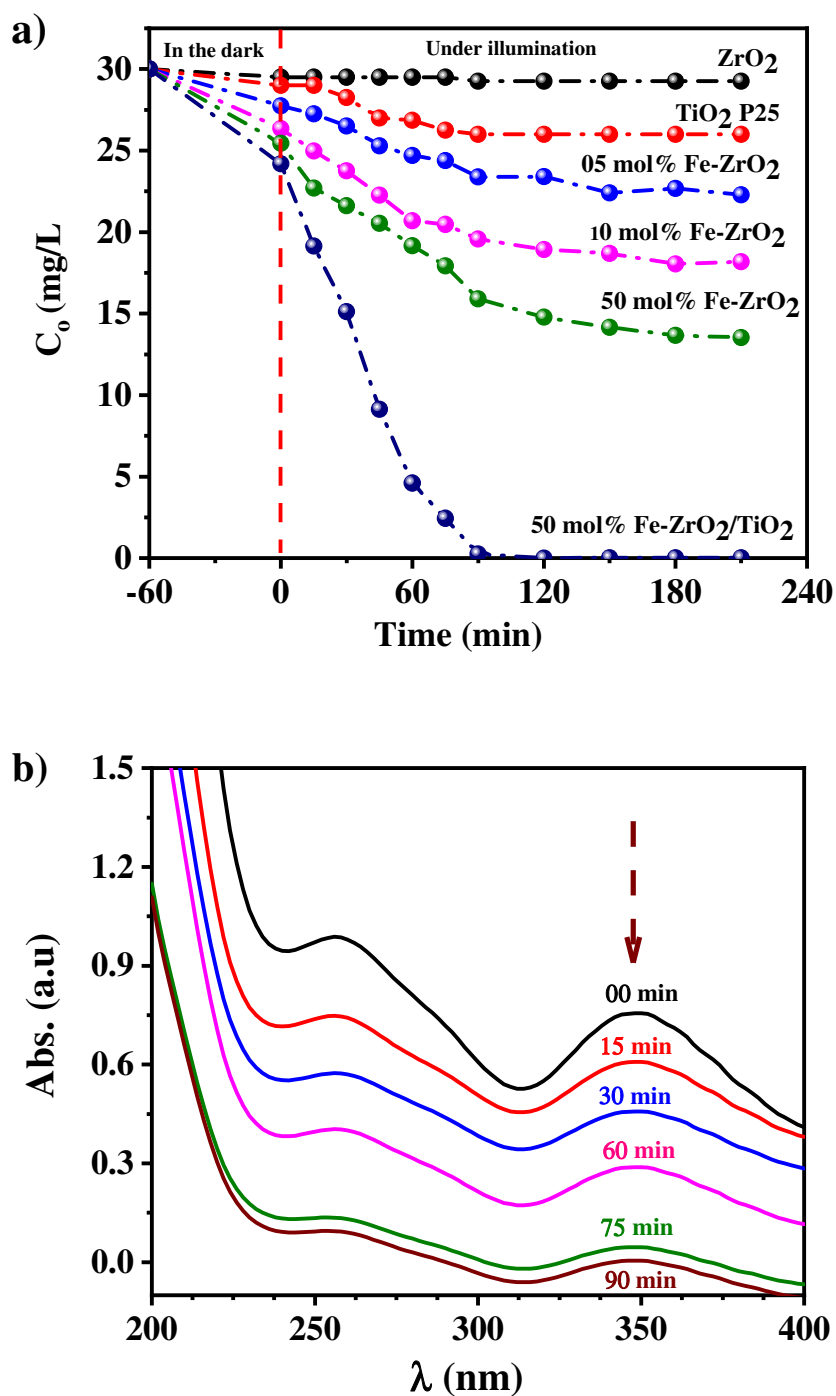 a)
In the dark
Under illumination
ZrO2
TiO2 P25
05 mol% Fe-ZrO2
10 mol% Fe-ZrO2
50 mol% Fe-ZrO2
50 mol% Fe-ZrO2/TiO2
Co (mg/L)
30
25
20
15
10
5
0
-60 0 60 120 180 240
Time (min)
b)
Abs. (a.u)
1.5
1.2
0.9
0.6
0.3
0.0
00 min
15 min
30 min
60 min
75 min
90 min
200 250 300 350 400
λ (nm)